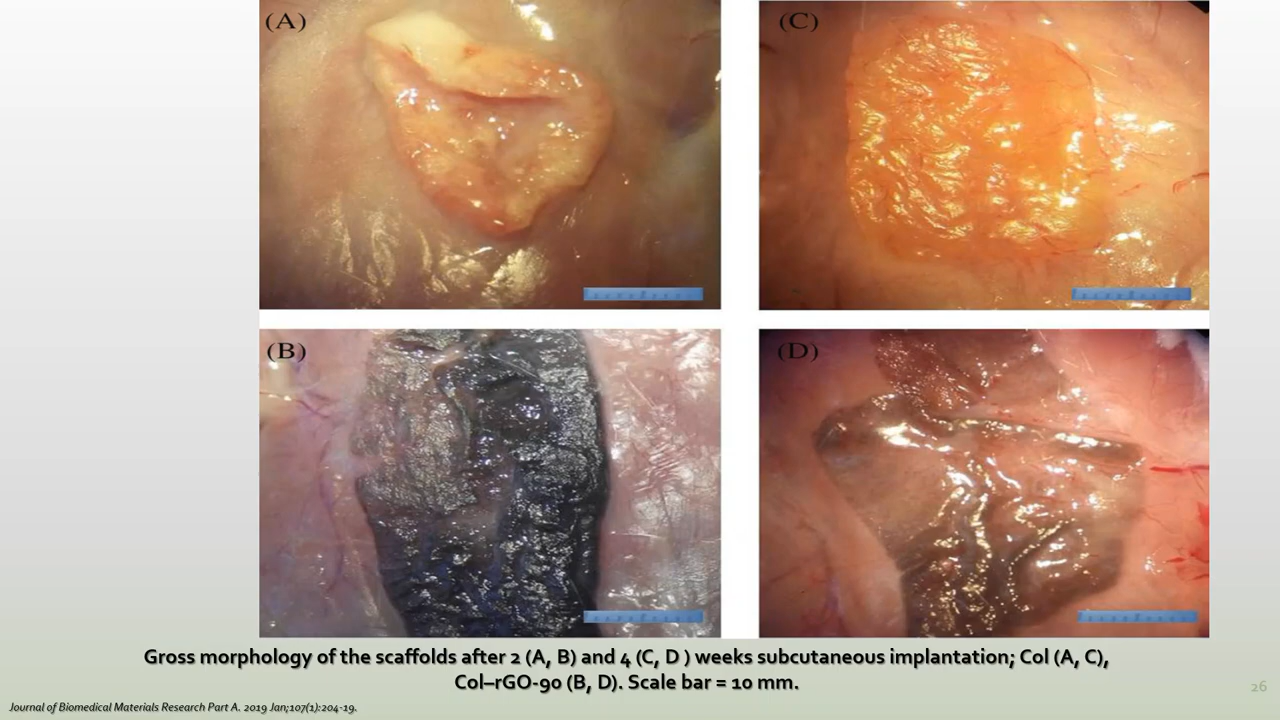 (A)
(C)
(B)
(D)
Gross morphology of the scaffolds after 2 (A, B) and 4 (C, D ) weeks subcutaneous implantation; Col (A, C),
Col–rGO-90 (B, D). Scale bar = 10 mm.
26
Journal of Biomedical Materials Research Part A. 2019 Jan;107(1):204-19.